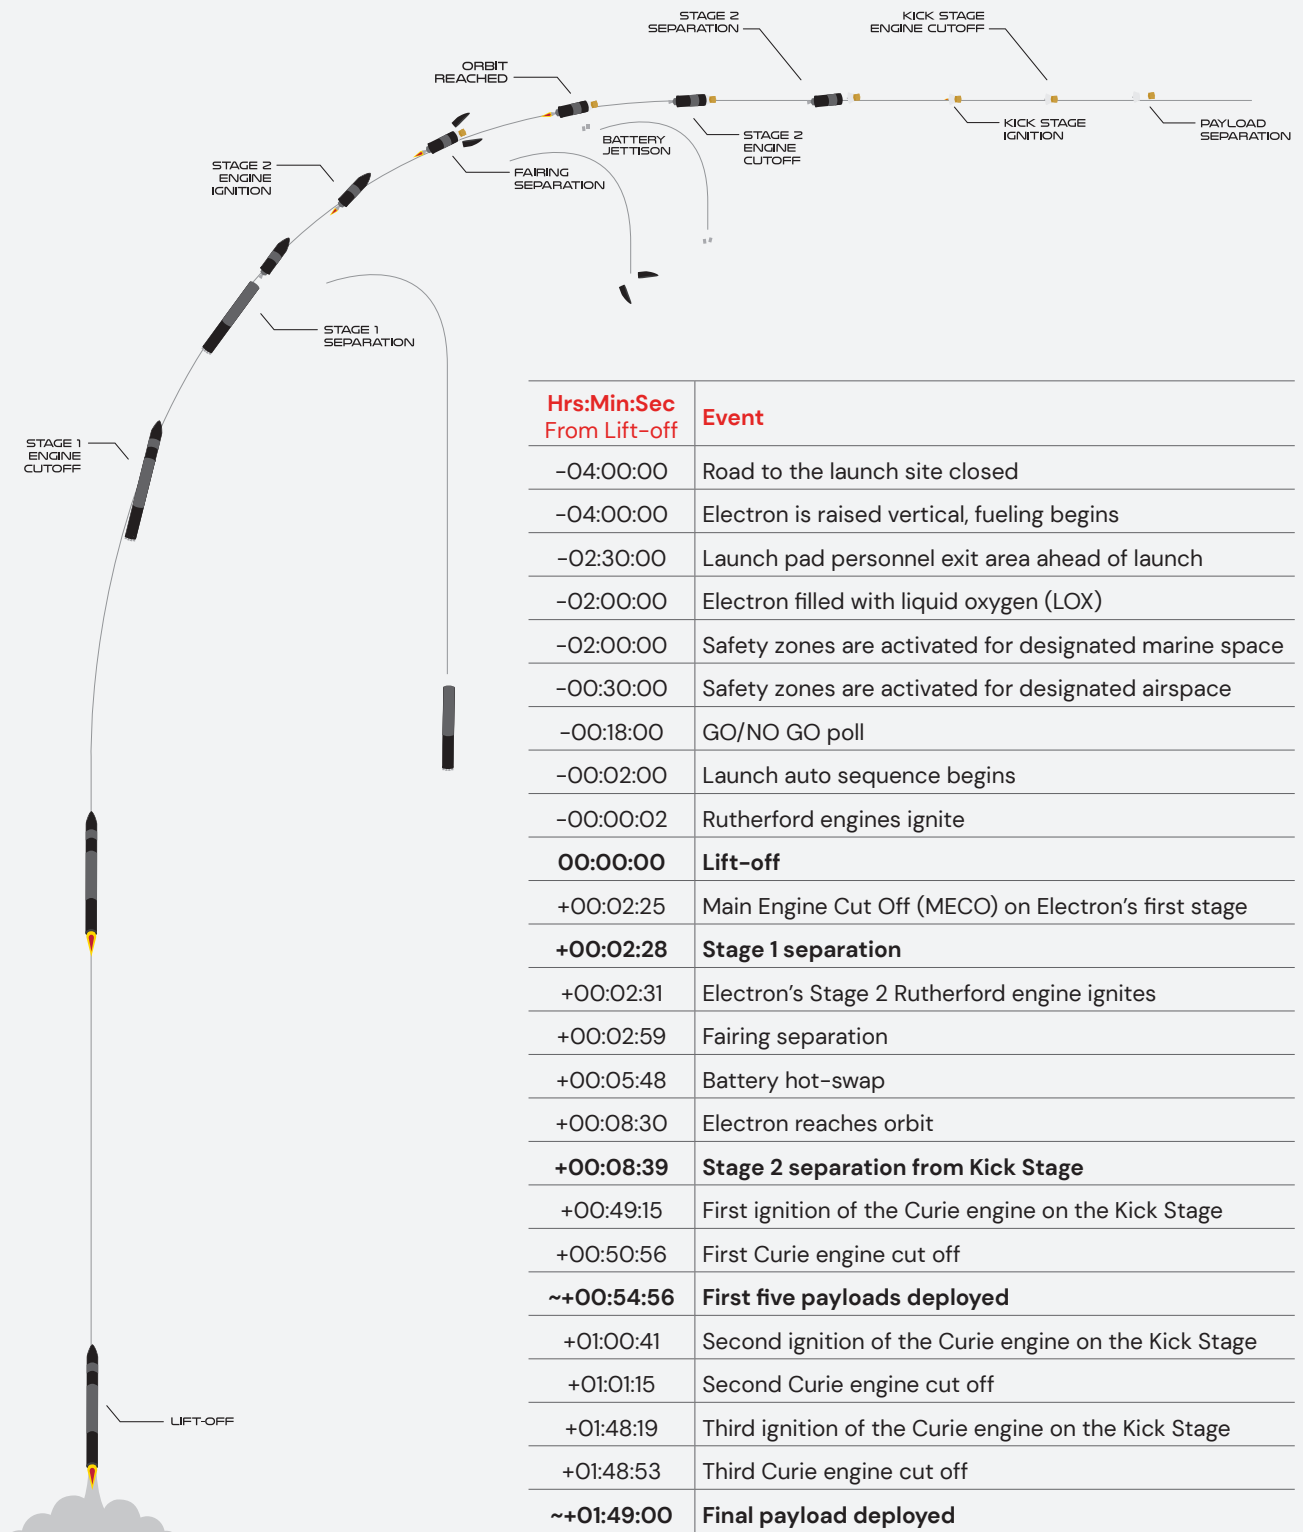 STAGE 2
SEPARATION
KICK STAGE
ENGINE CUTOFF
ORBIT
REACHED
BATTERY
JETTISON
STAGE 2
ENGINE
CUTOFF
KICK STAGE
IGNITION
PAYLOAD
SEPARATION
STAGE 2
ENGINE
IGNITION
FAIRING
SEPARATION
STAGE 1
SEPARATION
STAGE 1
ENGINE
CUTOFF
LIFT-OFF
Hrs:Min:Sec
From Lift-off
Event
-04:00:00 Road to the launch site closed
-04:00:00 Electron is raised vertical, fueling begins
-02:30:00 Launch pad personnel exit area ahead of launch
-02:00:00 Electron filled with liquid oxygen (LOX)
-02:00:00 Safety zones are activated for designated marine space
-00:30:00 Safety zones are activated for designated airspace
-00:18:00 GO/NO GO poll
-00:02:00 Launch auto sequence begins
-00:00:02 Rutherford engines ignite
00:00:00 Lift-off
+00:02:25 Main Engine Cut Off (MECO) on Electron's first stage
+00:02:28 Stage 1 separation
+00:02:31 Electron's Stage 2 Rutherford engine ignites
+00:02:59 Fairing separation
+00:05:48 Battery hot-swap
+00:08:30 Electron reaches orbit
+00:08:39 Stage 2 separation from Kick Stage
+00:49:15 First ignition of the Curie engine on the Kick Stage
+00:50:56 First Curie engine cut off
~+00:54:56 First five payloads deployed
+01:00:41 Second ignition of the Curie engine on the Kick Stage
+01:01:15 Second Curie engine cut off
+01:48:19 Third ignition of the Curie engine on the Kick Stage
+01:48:53 Third Curie engine cut off
~+01:49:00 Final payload deployed